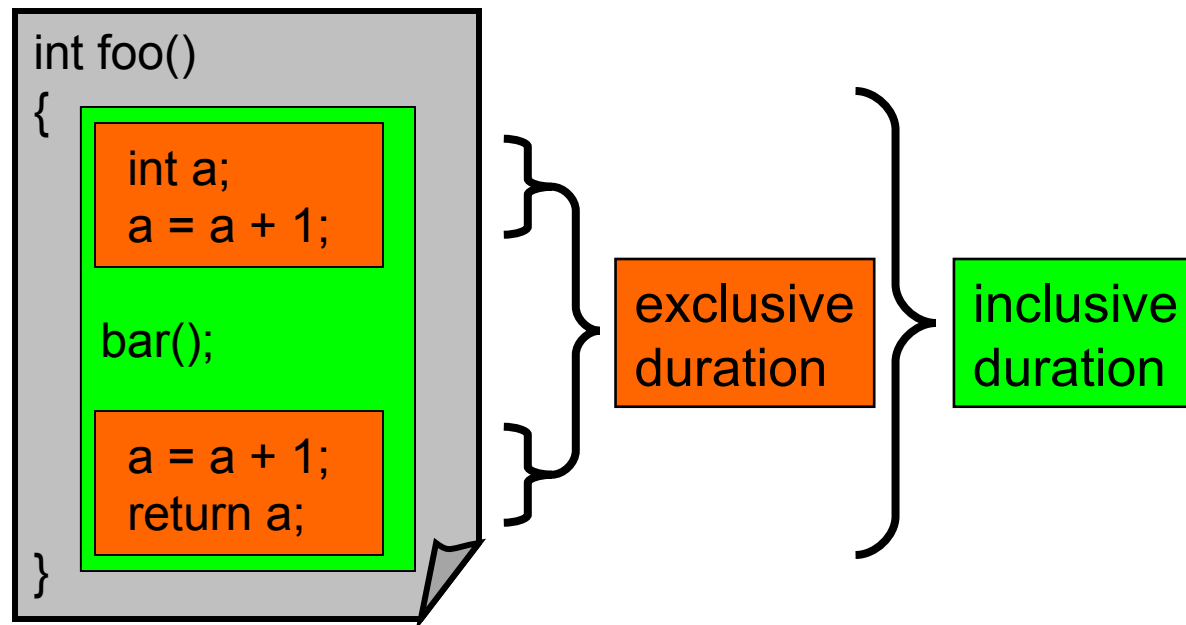 int foo()
{
int a;
a = a + 1;
bar();
a = a + 1;
return a;
}
exclusive
duration
inclusive
duration